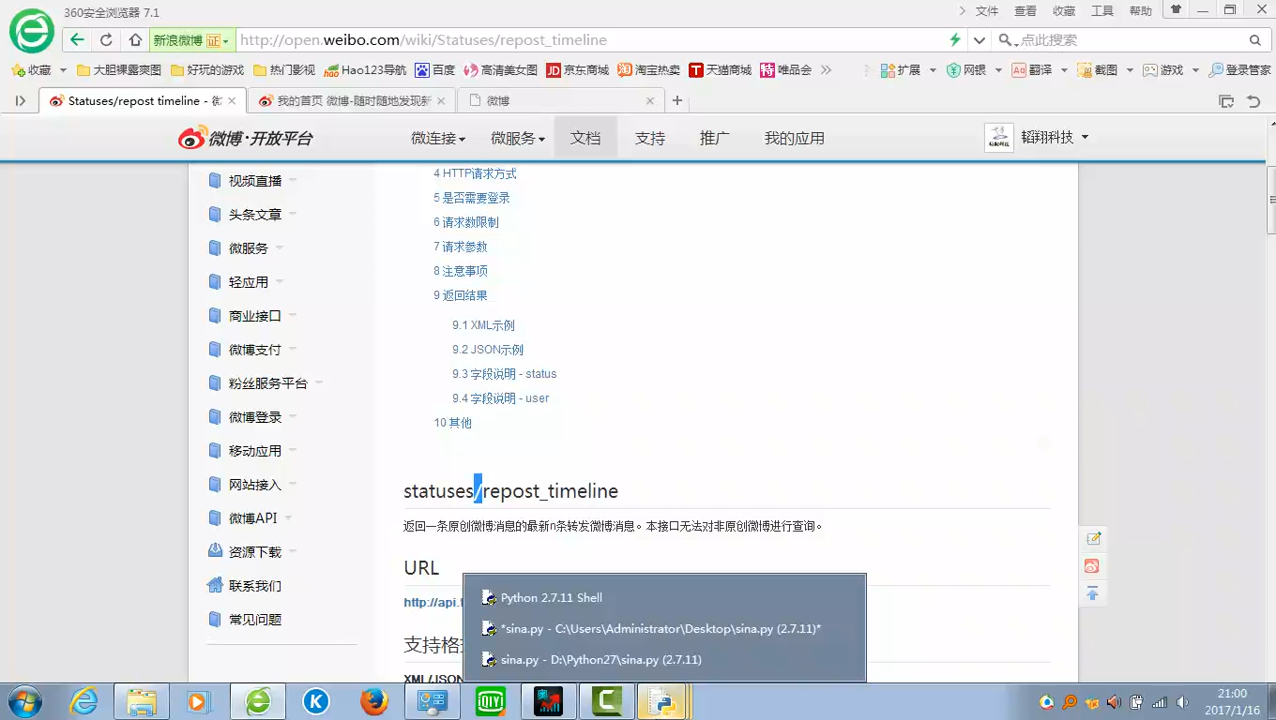 360安全浏览器 7.1
文件 查看 收藏 工具 帮助
新浪微博 证 http://open.weibo.com/wiki/Statuses/repost_timeline 点此搜索
收藏 大胆裸露爽图 好玩的游戏 热门影视 Hao123导航 百度 高清美女图 京东商城 淘宝热卖 天猫商城 唯品会 扩展 网银 翻译 截图 游戏 登录管家
Statuses/repost timeline - 我的首页 微博-随时随地发现新 微博
微博·开放平台 微连接 微服务 文档 支持 推广 我的应用 韬翔科技
视频直播
头条文章
微服务
轻应用
商业接口
微博支付
粉丝服务平台
微博登录
移动应用
网站接入
微博API
资源下载
联系我们
常见问题
4 HTTP请求方式
5 是否需要登录
6 请求数限制
7 请求参数
8 注意事项
9 返回结果
9.1 XML示例
9.2 JSON示例
9.3 字段说明 - status
9.4 字段说明 - user
10 其他
statuses/repost_timeline
返回一条原创微博消息的最新n条转发微博消息。本接口无法对非原创微博进行查询。
URL
http://api.t
支持格式
XML/JSON
Python 2.7.11 Shell
*sina.py - C:\Users\Administrator\Desktop\sina.py (2.7.11)*
sina.py - D:\Python27\sina.py (2.7.11)
QIY
21:00
2017/1/16